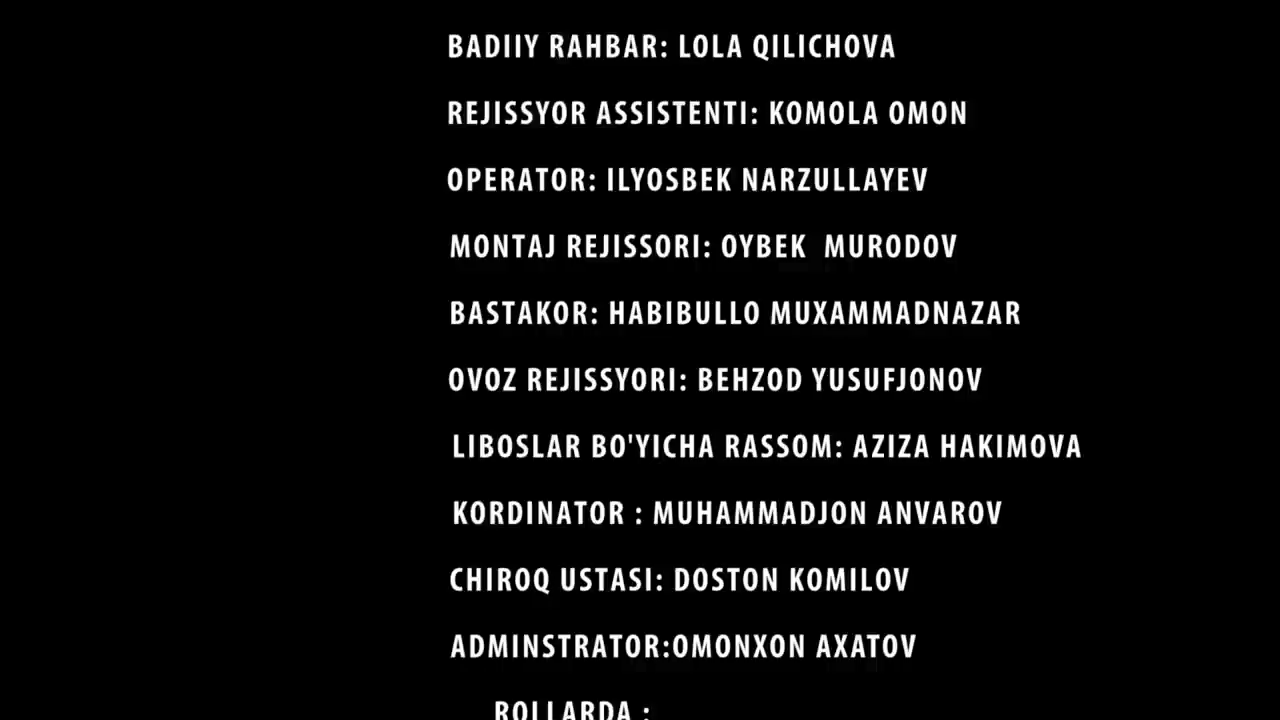 BADIIY RAHBAR: LOLA QILICHOVA
REJISSYOR ASSISTENTI: KOMOLA OMON
OPERATOR: ILYOSBEK NARZULLAYEV
MONTAJ REJISSORI: OYBEK  MURODOV
BASTAKOR: HABIBULLO MUXAMMADNAZAR
OVOZ REJISSYORI: BEHZOD YUSUFJONOV
LIBOSLAR BO'YICHA RASSOM: AZIZA HAKIMOVA
KORDINATOR : MUHAMMADJON ANVAROV
CHIROQ USTASI: DOSTON KOMILOV
ADMINSTRATOR:OMONXON AXATOV
ROLLARDA :